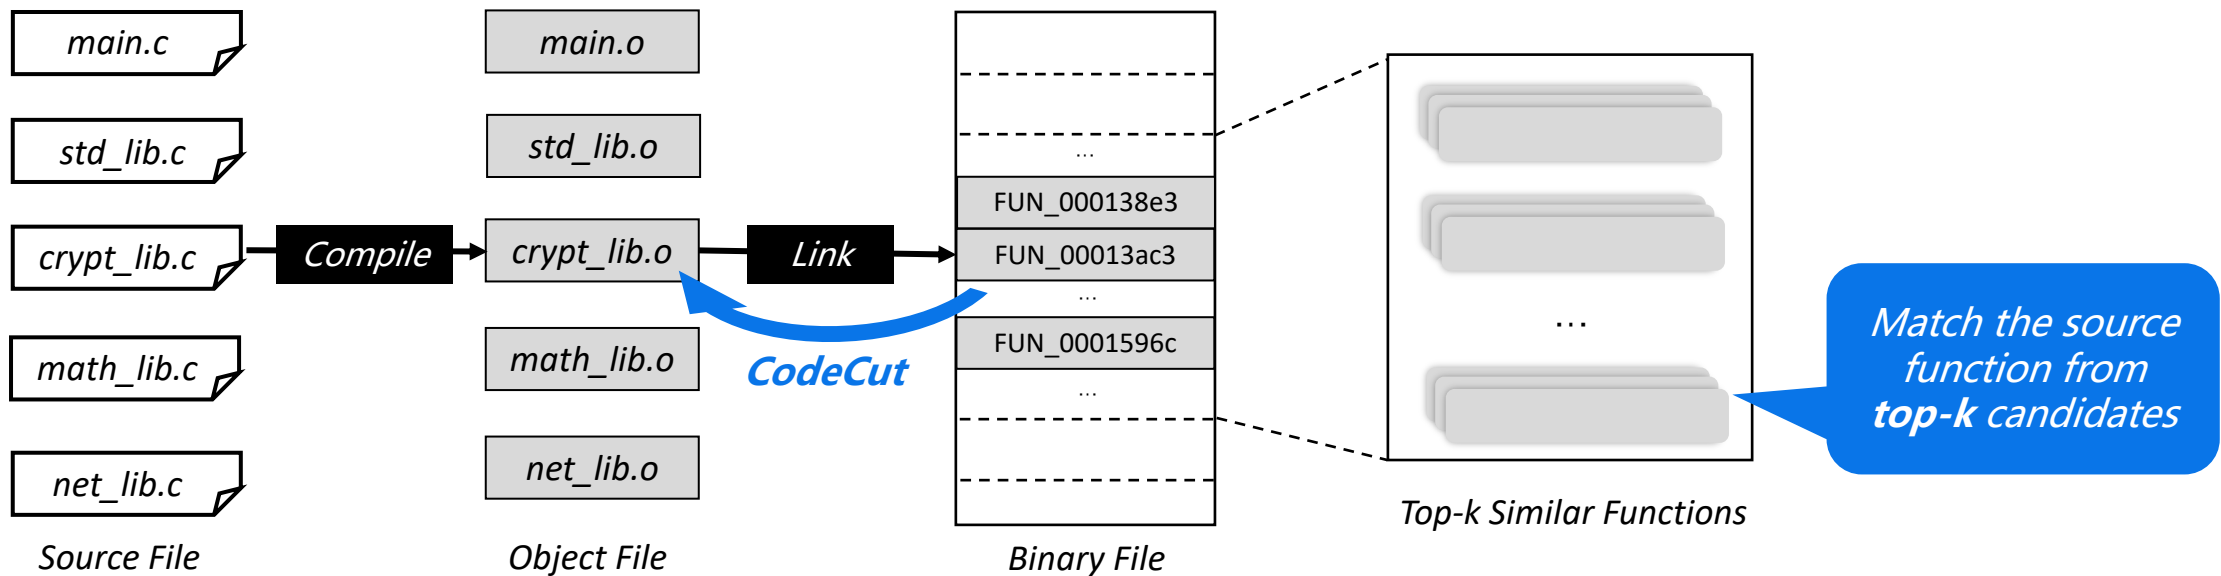 main.c
std_lib.c
crypt_lib.c
math_lib.c
net_lib.c
Source File
Compile
main.o
std_lib.o
crypt_lib.o
math_lib.o
net_lib.o
Object File
Link
CodeCut
...
FUN_000138e3
FUN_00013ac3
...
FUN_0001596c
...
Binary File
...
Top-k Similar Functions
Match the source
function from
top-k candidates